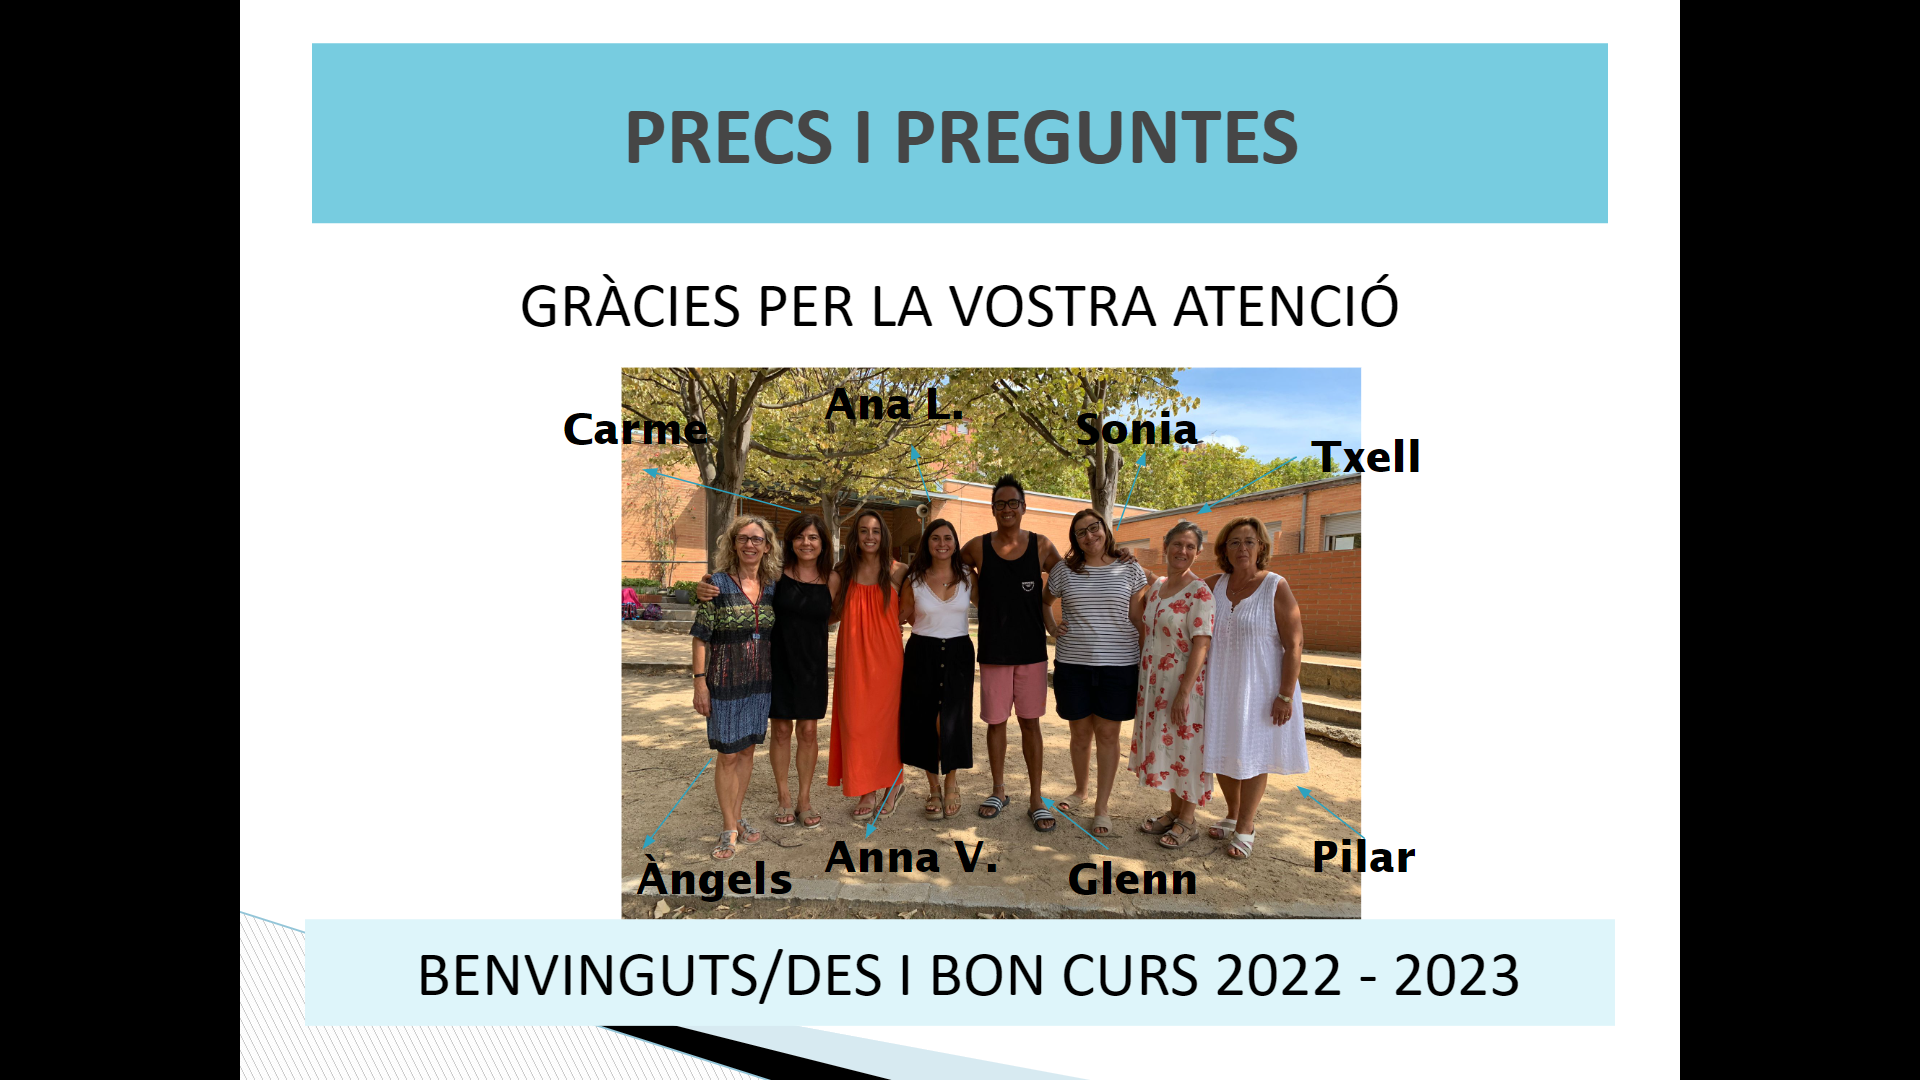 PRECS I PREGUNTES
GRÀCIES PER LA VOSTRA ATENCIÓ
Carme
Ana L.
Sonia
Txell
Àngels
Anna V.
Glenn
Pilar
BENVINGUTS/DES I BON CURS 2022 - 2023